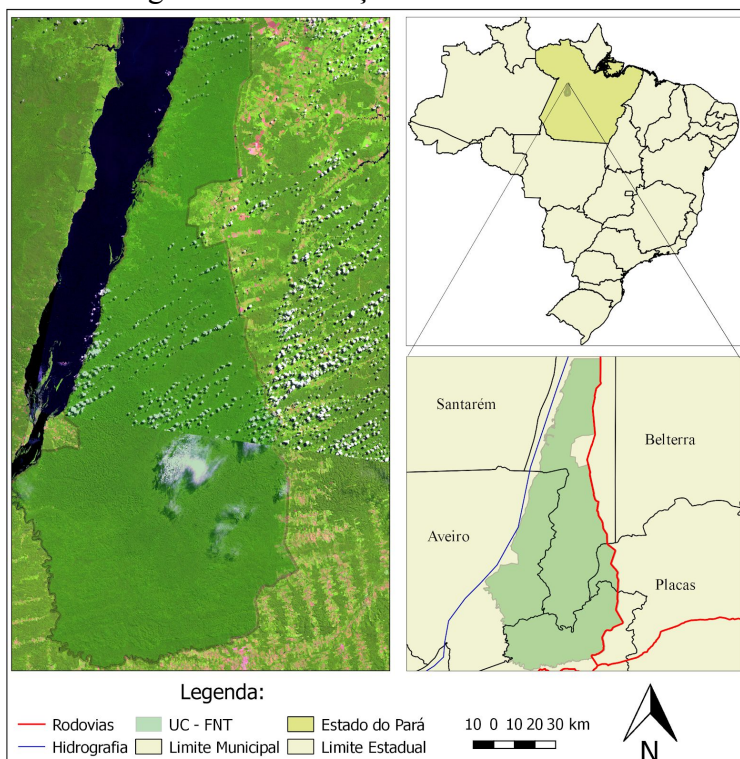 Santarém
Belterra
Aveiro
Placas
Legenda:
Rodovias UC - FNT Estado do Pará
Hidrografia Limite Municipal Limite Estadual
10 0 10 20 30 km
N